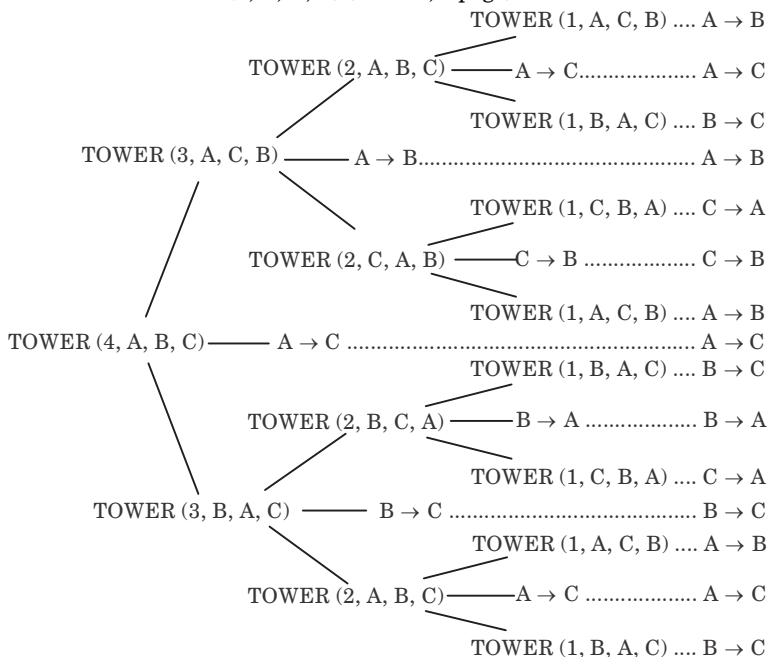 TOWER (1, A, C, B) .... A → B
TOWER (2, A, B, C) A → C.................... A → C
TOWER (1, B, A, C) .... B → C
TOWER (3, A, C, B) A → B................................................ A → B
TOWER (1, C, B, A) .... C → A
TOWER (2, C, A, B) C → B ................... C → B
TOWER (1, A, C, B) .... A → B
TOWER (4, A, B, C) A → C ............................................................ A → C
TOWER (1, B, A, C) .... B → C
TOWER (2, B, C, A) B → A ................... B → A
TOWER (1, C, B, A) .... C → A
TOWER (3, B, A, C) B → C .......................................... B → C
TOWER (1, A, C, B) .... A → B
TOWER (2, A, B, C) A → C ................... A → C
TOWER (1, B, A, C) .... B → C